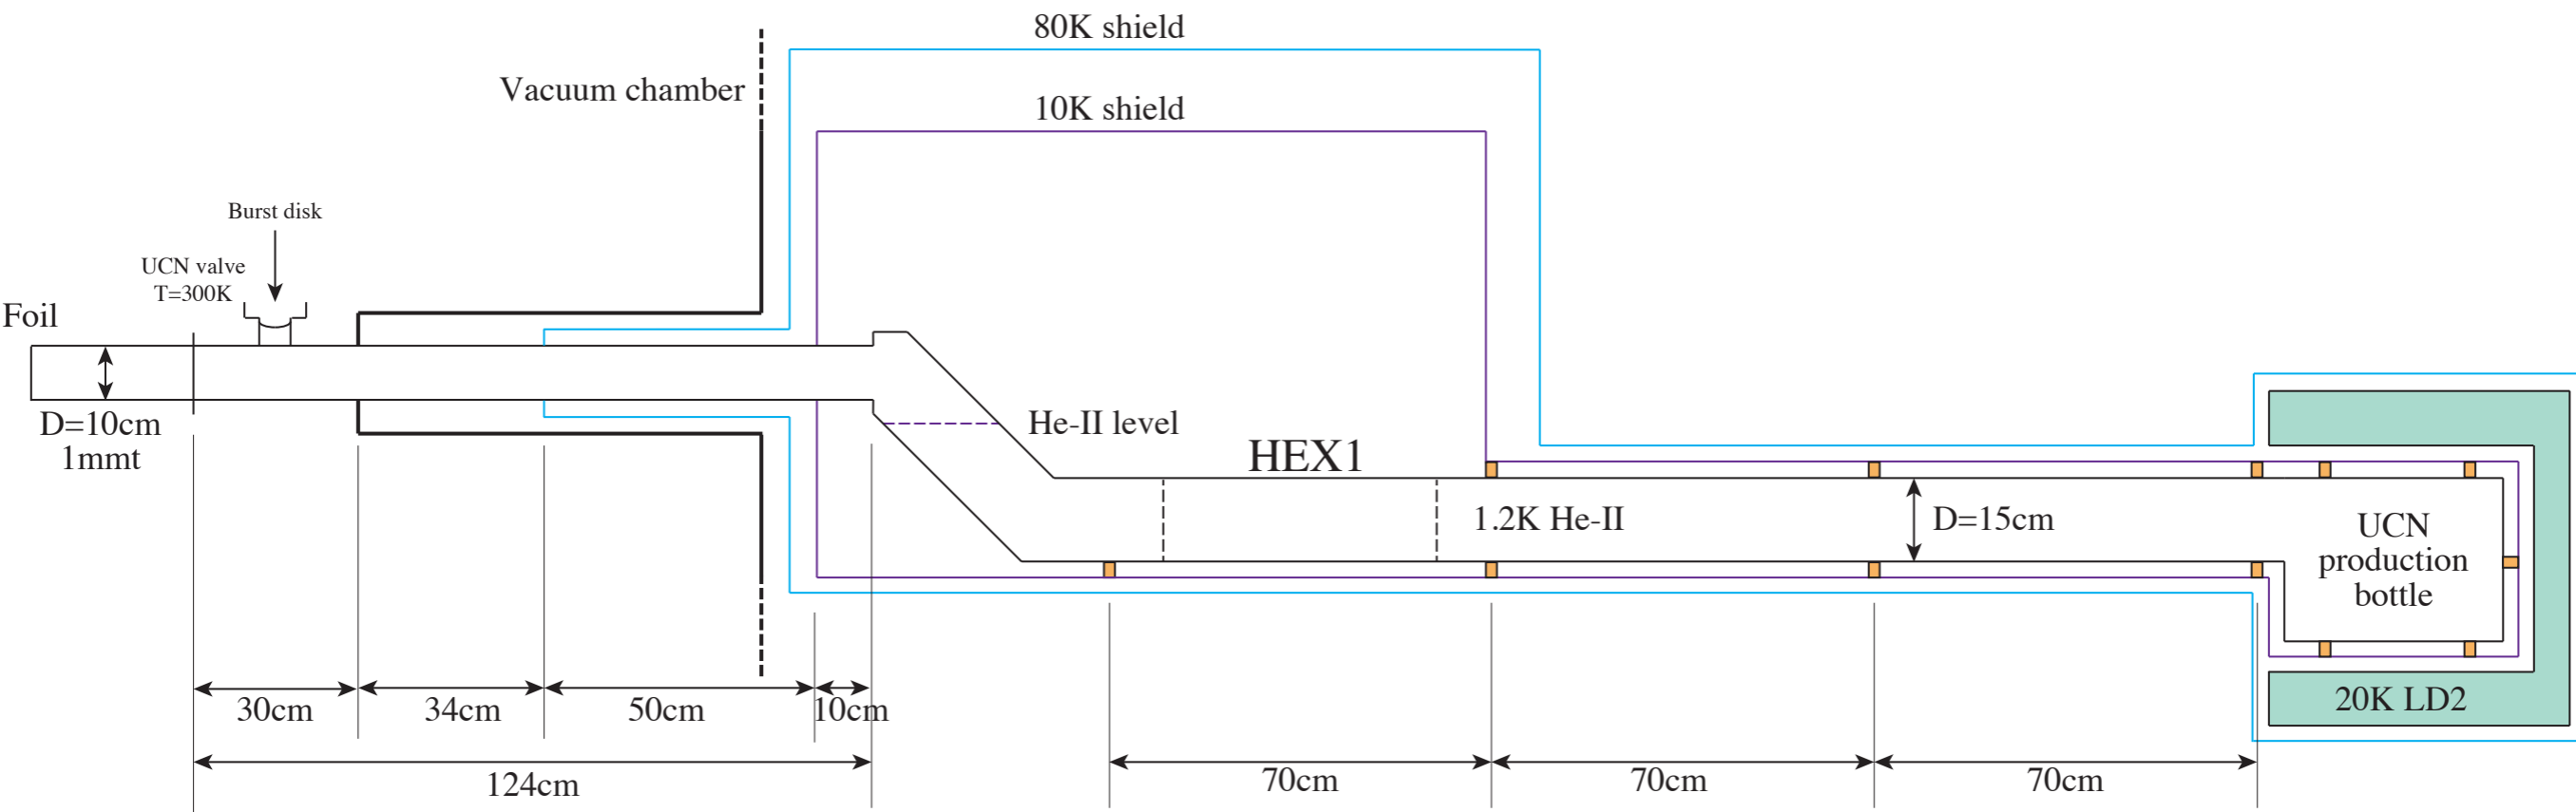 80K shield
Vacuum chamber
10K shield
Burst disk
UCN valve
T=300K
Foil
D=10cm
1mmt
He-II level
HEX1
1.2K He-II
D=15cm
UCN
production
bottle
20K LD2
30cm
34cm
50cm
10cm
124cm
70cm
70cm
70cm